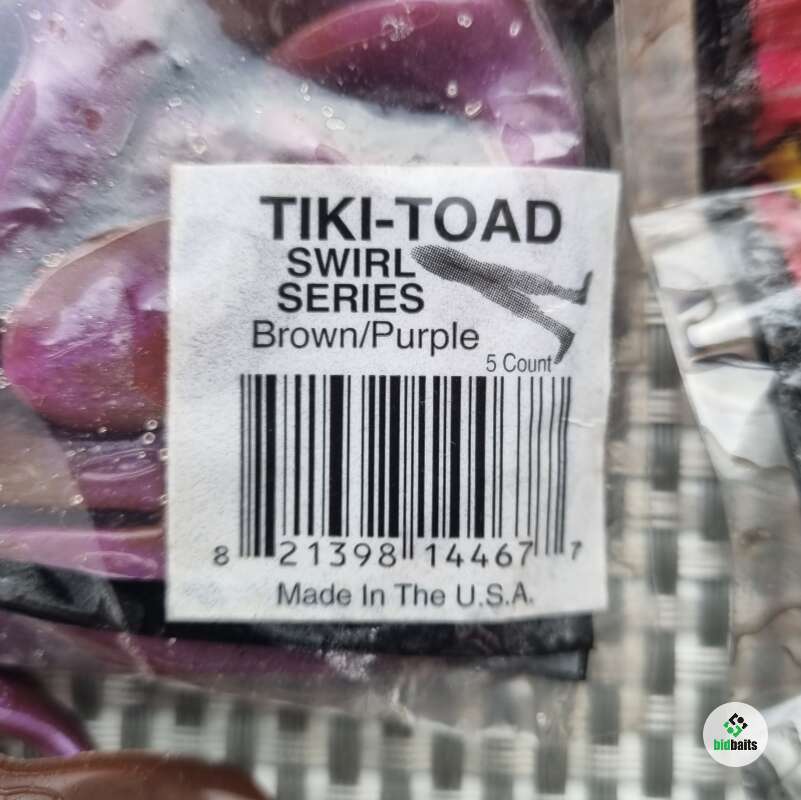 TIKI-TOAD
SWIRL
SERIES
Brown/Purple
5 Count
8 21398 14467 7
Made In The U.S.A.
bidbaits